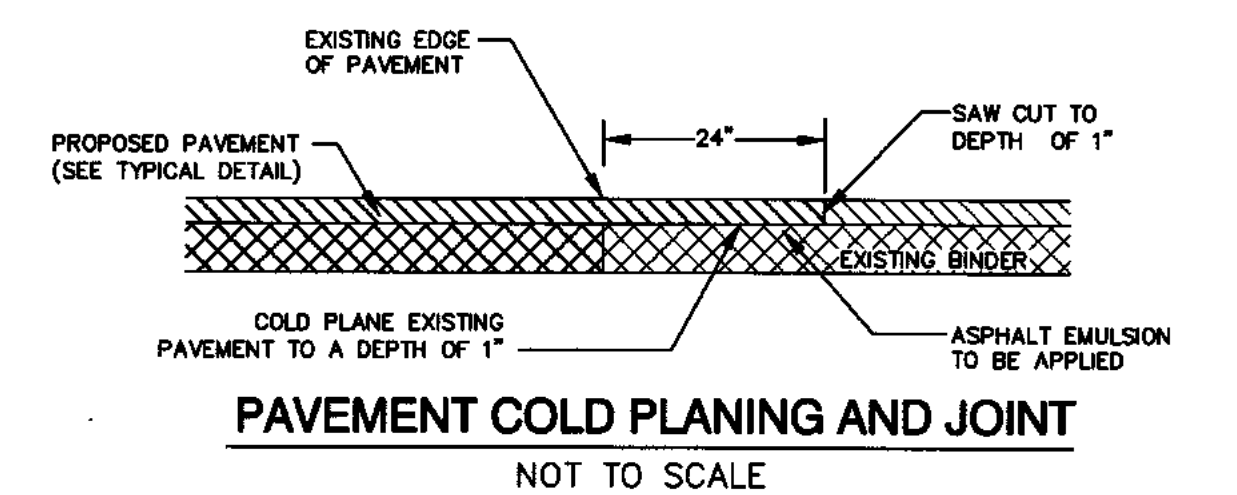 EXISTING EDGE
OF PAVEMENT
PROPOSED PAVEMENT
(SEE TYPICAL DETAIL)
24"
SAW CUT TO
DEPTH OF 1"
EXISTING BINDER
COLD PLANE EXISTING
PAVEMENT TO A DEPTH OF 1"
ASPHALT EMULSION
TO BE APPLIED
PAVEMENT COLD PLANING AND JOINT
NOT TO SCALE